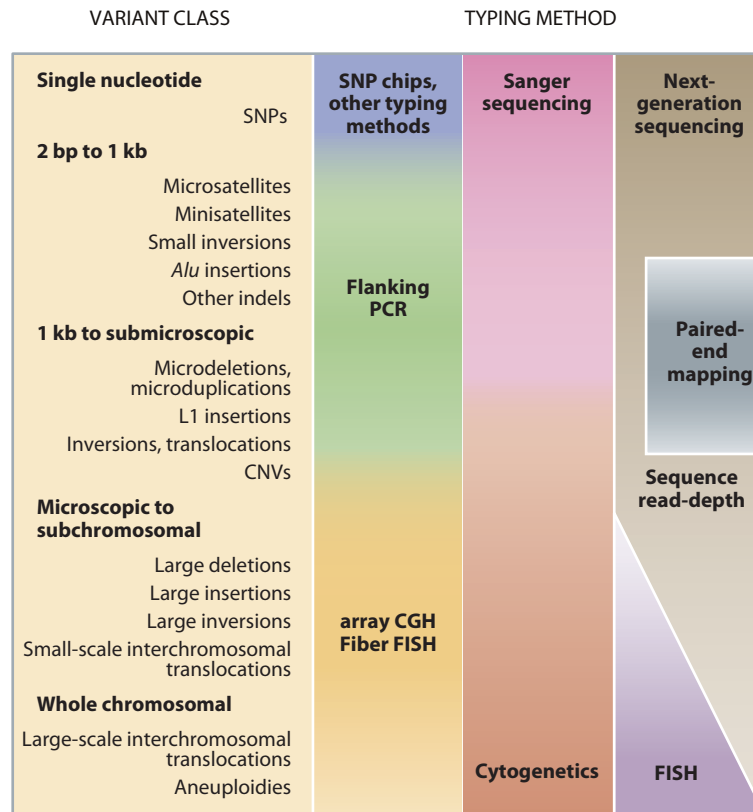 VARIANT CLASS
TYPING METHOD
Single nucleotide
SNPs
2 bp to 1 kb
Microsatellites
Minisatellites
Small inversions
Alu insertions
Other indels
1 kb to submicroscopic
Microdeletions,
microduplications
L1 insertions
Inversions, translocations
CNVs
Microscopic to
subchromosomal
Large deletions
Large insertions
Large inversions
Small-scale interchromosomal
translocations
Whole chromosomal
Large-scale interchromosomal
translocations
Aneuploidies
SNP chips,
other typing
methods
Flanking
PCR
array CGH
Fiber FISH
Sanger
sequencing
Cytogenetics
Next-
generation
sequencing
Paired-
end
mapping
Sequence
read-depth
FISH